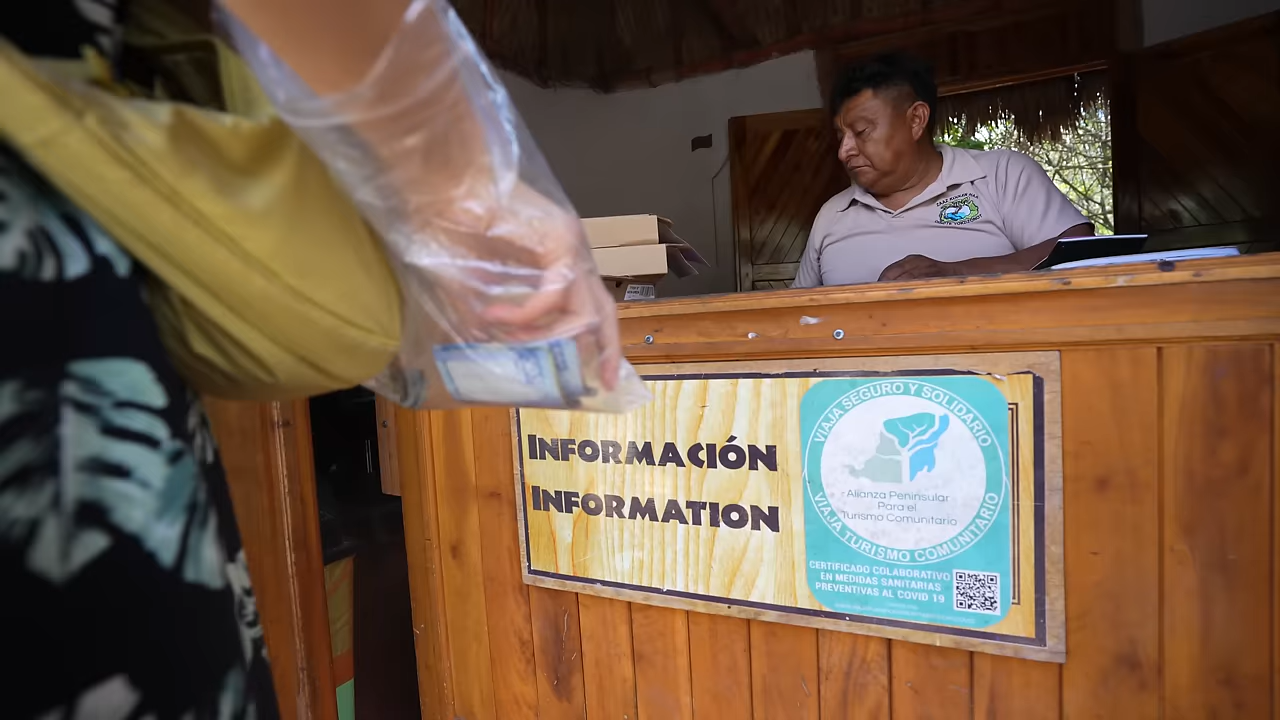 INFORMACIÓN
INFORMATION
VIAJA SEGURO Y SOLIDARIO
Alianza Peninsular
Para el
Turismo Comunitario
VIAJA TURISMO COMUNITARIO
CERTIFICADO COLABORATIVO
EN MEDIDAS SANITARIAS
PREVENTIVAS AL COVID 19